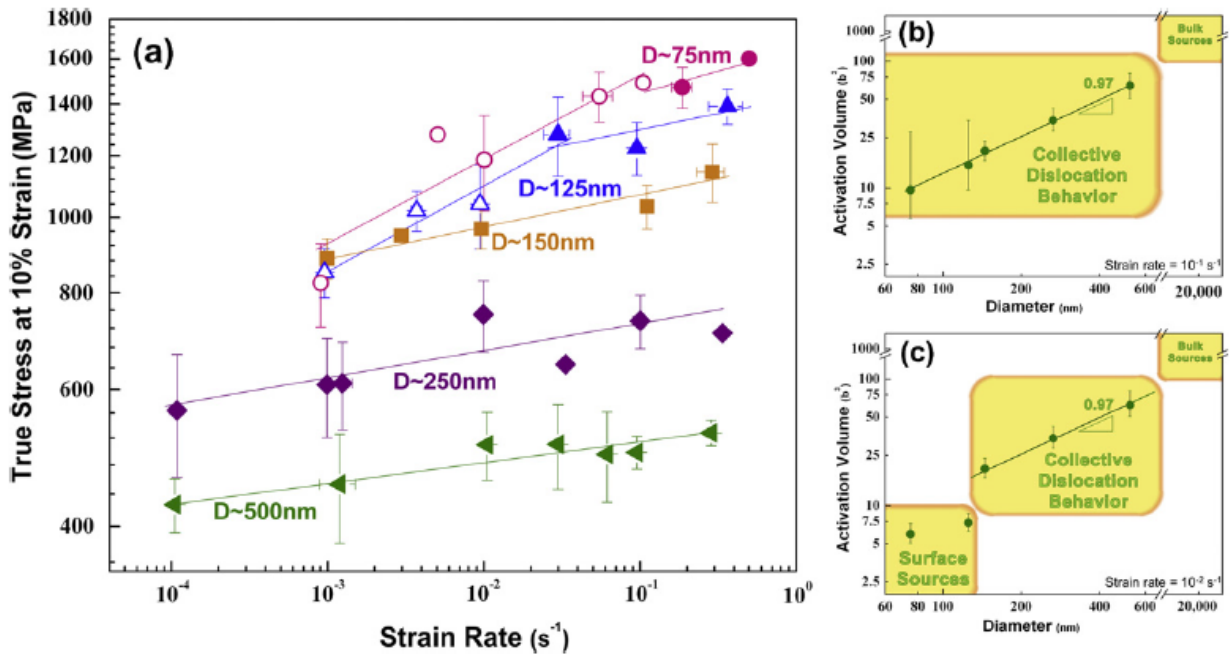 (a)
True Stress at 10% Strain (MPa)
1800
1600
1400
1200
1000
800
600
400
D~75nm
D~125nm
D~150nm
D~250nm
D~500nm
10⁻⁴
10⁻³
10⁻²
10⁻¹
10⁰
Strain Rate (s⁻¹)
(b)
Activation Volume (b³)
1000
100
75
50
25
10
7.5
5
2.5
Bulk
Sources
0.97
Collective
Dislocation
Behavior
Strain rate = 10⁻¹ s⁻¹
60 80 100 200 400 600 20,000
Diameter (nm)
(c)
Activation Volume (b³)
1000
100
75
50
25
10
7.5
5
2.5
Bulk
Sources
0.97
Collective
Dislocation
Behavior
Surface
Sources
Strain rate = 10⁻² s⁻¹
60 80 100 200 400 600 20,000
Diameter (nm)